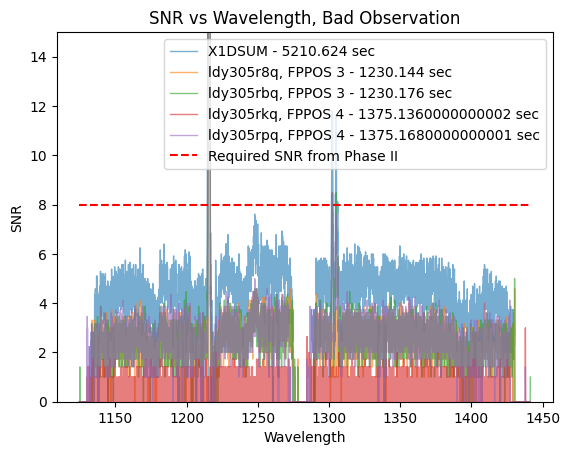 SNR vs Wavelength, Bad Observation
X1DSUM - 5210.624 sec
ldy305r8q, FPPOS 3 - 1230.144 sec
ldy305rbq, FPPOS 3 - 1230.176 sec
ldy305rkq, FPPOS 4 - 1375.1360000000002 sec
ldy305rpq, FPPOS 4 - 1375.1680000000001 sec
Required SNR from Phase II
14
12
10
8
6
4
2
0
SNR
1150 1200 1250 1300 1350 1400 1450
Wavelength